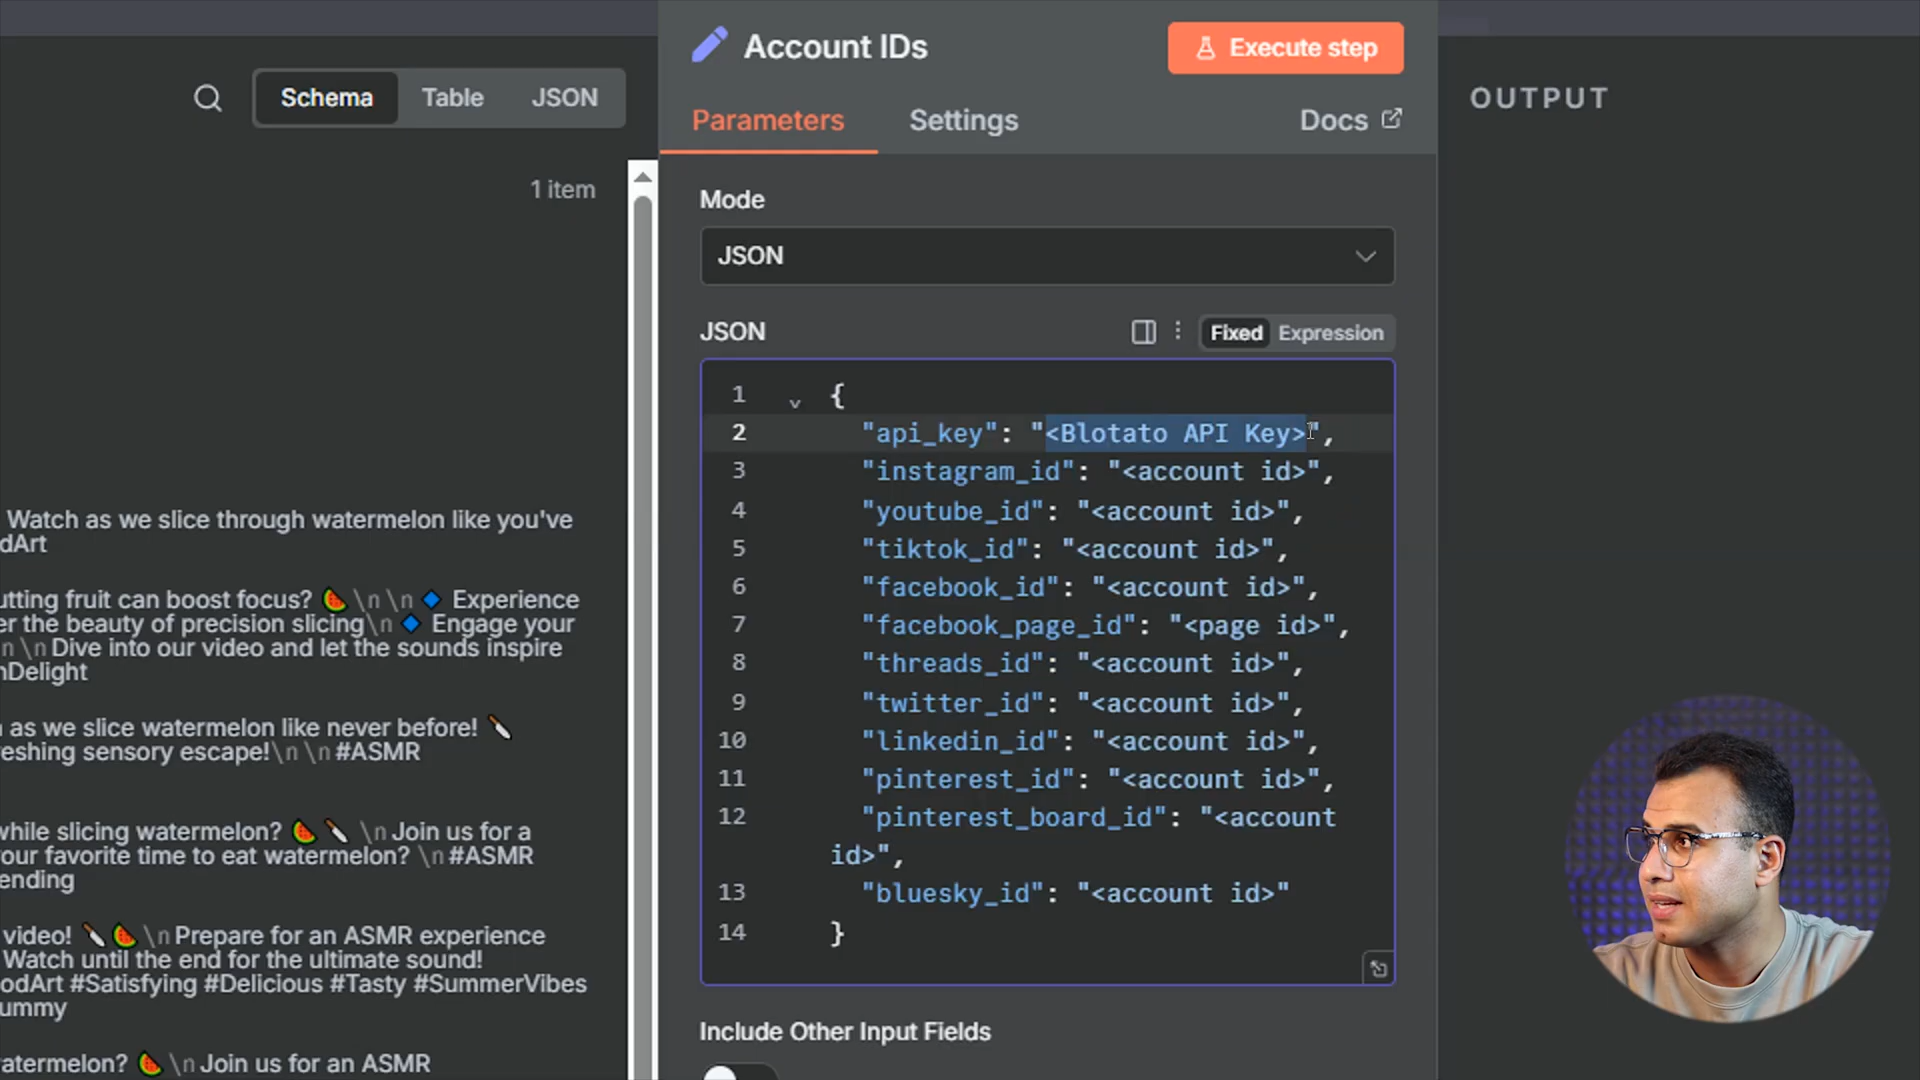 Account IDs
Execute step
Schema
Table
JSON
OUTPUT
Parameters
Settings
Docs
1 item
Mode
JSON
JSON
Fixed
Expression
1 {
2 "api_key": "<Blotato API Key>",
3 "instagram_id": "<account id>",
4 "youtube_id": "<account id>",
5 "tiktok_id": "<account id>",
6 "facebook_id": "<account id>",
7 "facebook_page_id": "<page id>",
8 "threads_id": "<account id>",
9 "twitter_id": "<account id>",
10 "linkedin_id": "<account id>",
11 "pinterest_id": "<account id>",
12 "pinterest_board_id": "<account
id>",
13 "bluesky_id": "<account id>"
14 }
Include Other Input Fields
Watch as we slice through watermelon like you've
dArt
utting fruit can boost focus? 🍉 \n \n 🔹 Experience
er the beauty of precision slicing\n 🔹 Engage your
\n \n Dive into our video and let the sounds inspire
nDelight
as we slice watermelon like never before! 🔪
eshing sensory escape!\n \n #ASMR
while slicing watermelon? 🍉 🔪 \n Join us for a
our favorite time to eat watermelon? \n #ASMR
ending
video! 🔪 🍉 \n Prepare for an ASMR experience
Watch until the end for the ultimate sound!
odArt #Satisfying #Delicious #Tasty #SummerVibes
ummy
atermelon? 🍉 \n Join us for an ASMR